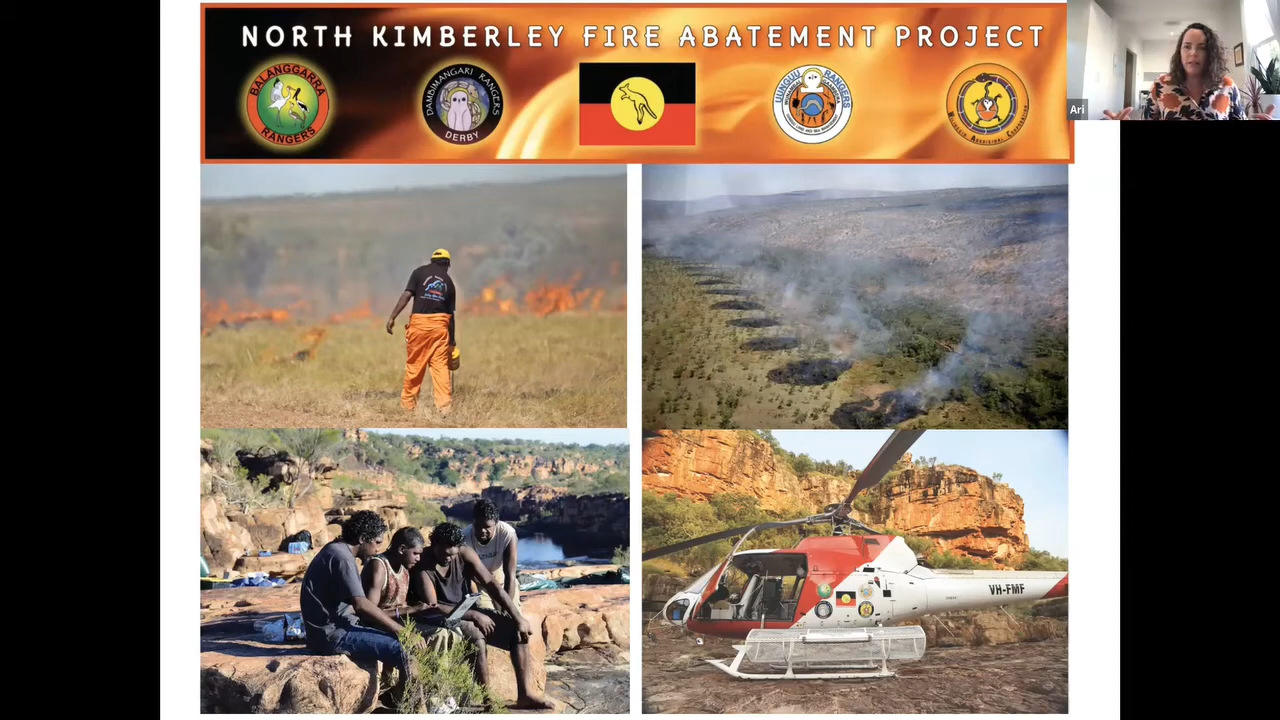 NORTH KIMBERLEY FIRE ABATEMENT PROJECT
BALANGGARRA
RANGERS
DAMBIMANGARI RANGERS
DERBY
UUNGUU RANGERS
Ari
VH-FMF